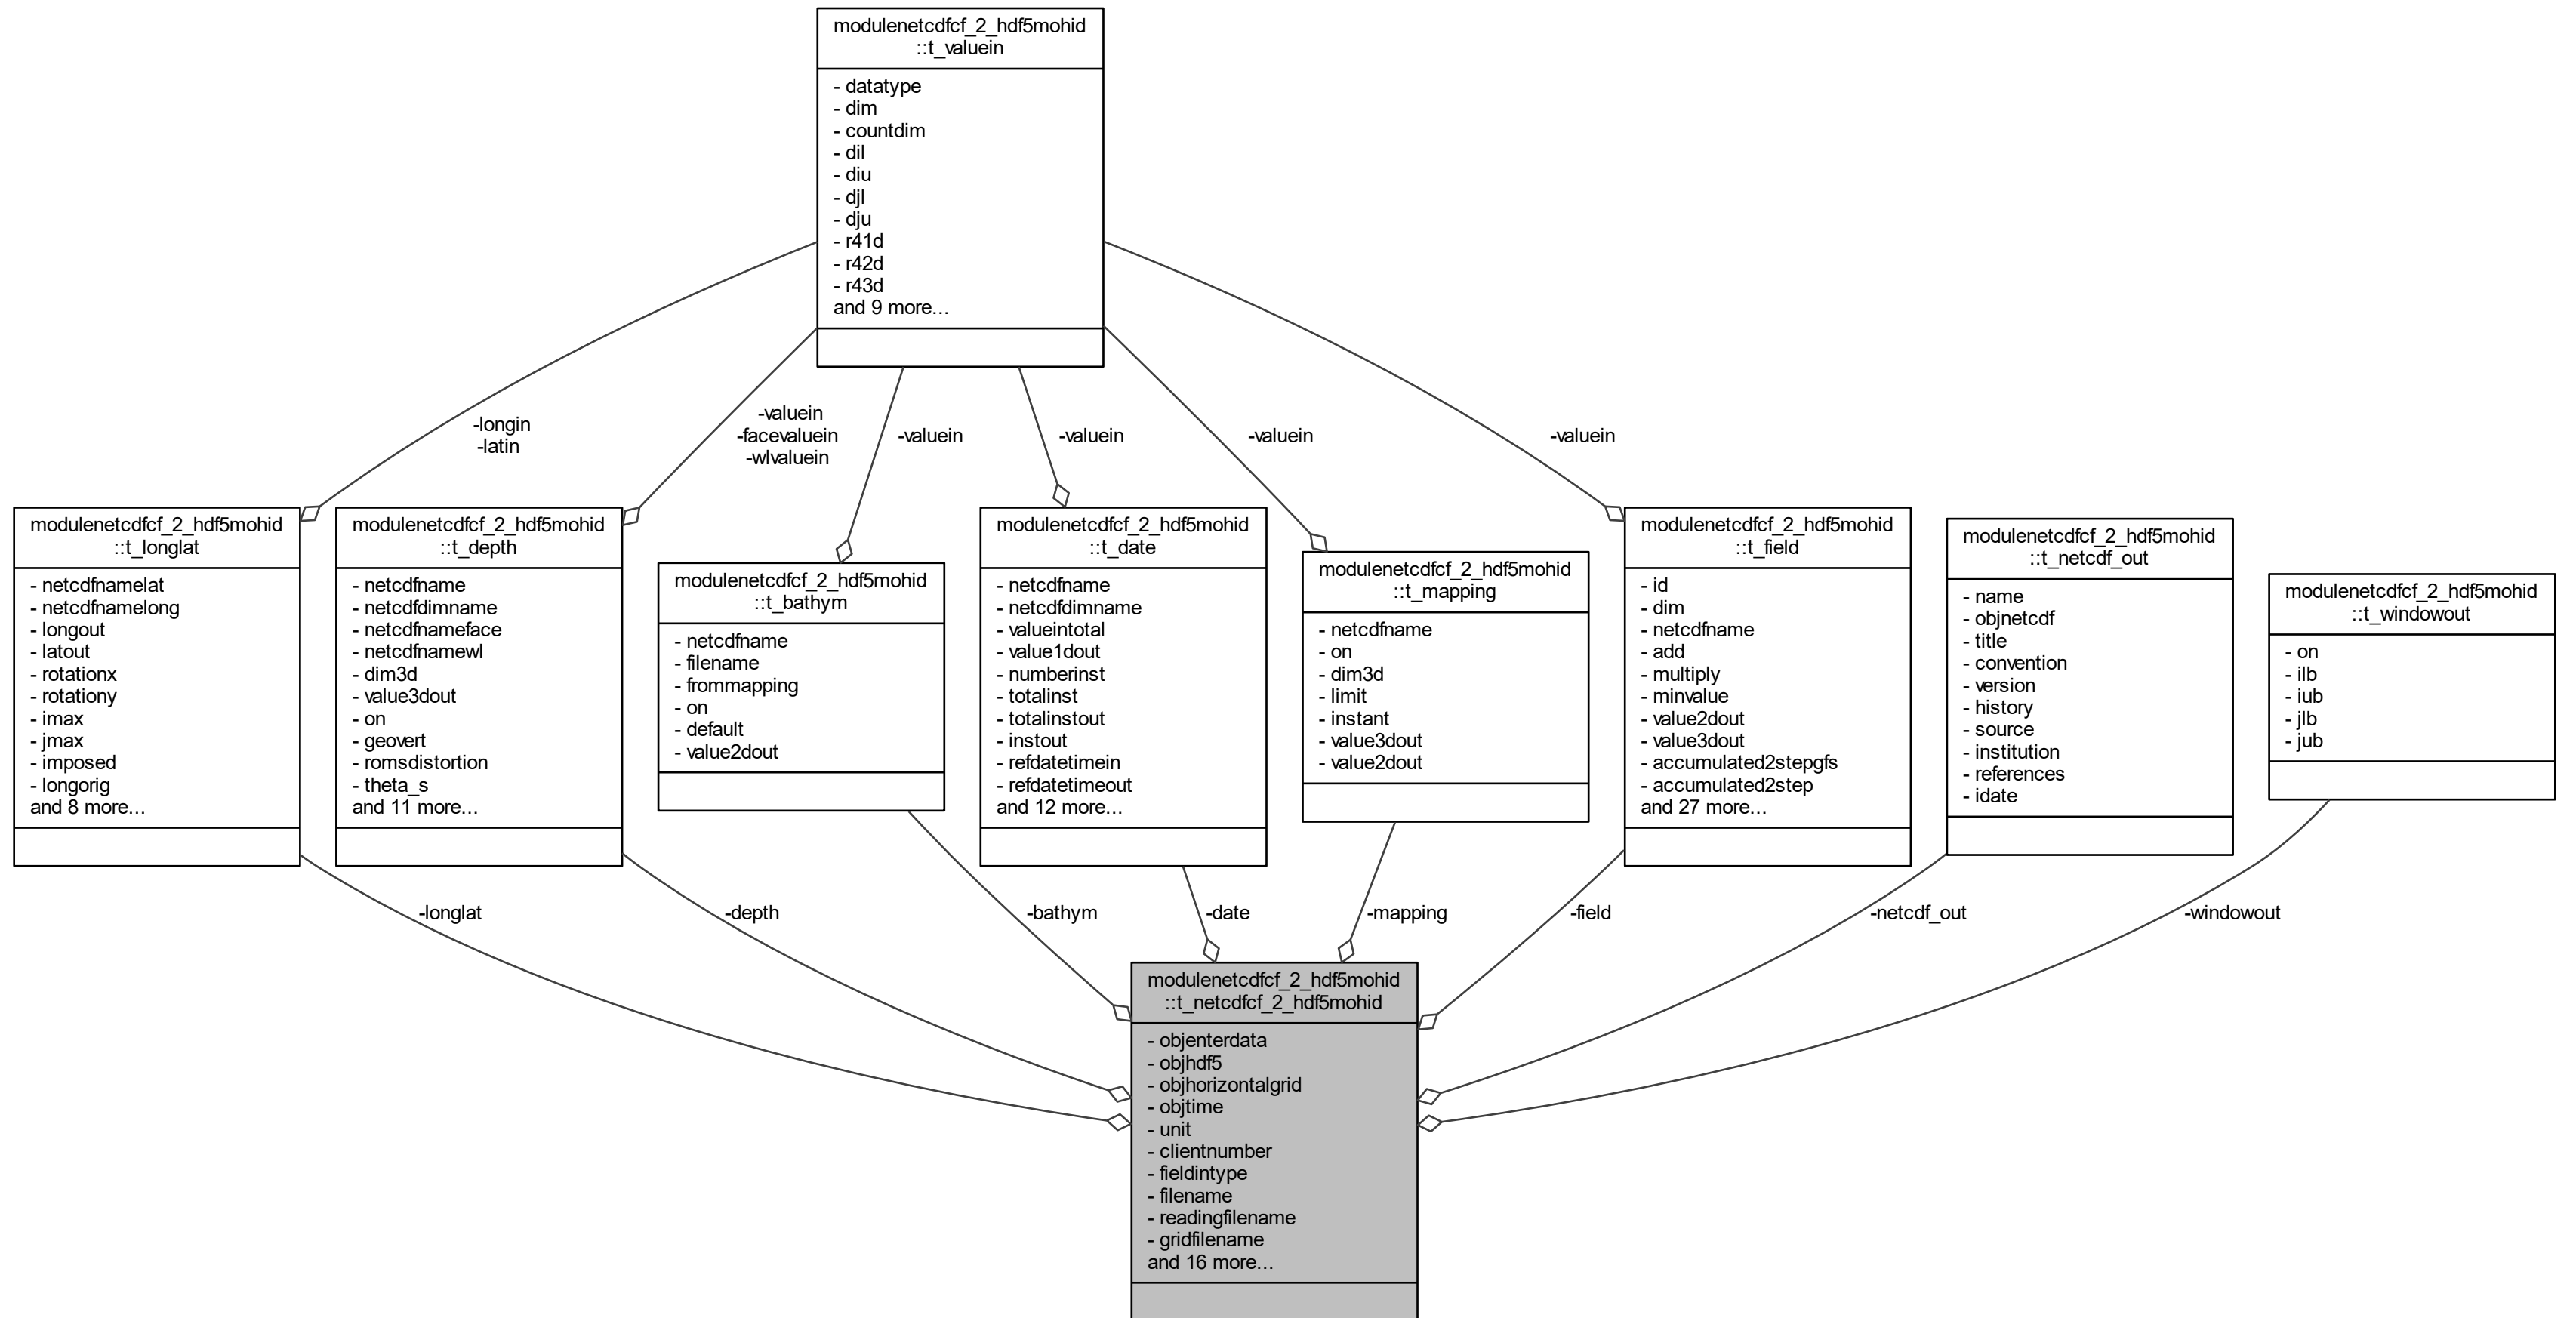 modulenetcdfcf_2_hdf5mohid
::t_valuein
- datatype
- dim
- countdim
- dil
- diu
- djl
- dju
- r41d
- r42d
- r43d
and 9 more...
-longin
-latin
-valuein
-facevaluein
-wlvaluein
-valuein
-valuein
-valuein
-valuein
modulenetcdfcf_2_hdf5mohid
::t_longlat
- netcdfnamelat
- netcdfnamelong
- longout
- latout
- rotationx
- rotationy
- imax
- jmax
- imposed
- longorig
and 8 more...
modulenetcdfcf_2_hdf5mohid
::t_depth
- netcdfname
- netcdfdimname
- netcdfnameface
- netcdfnamewl
- dim3d
- value3dout
- on
- geovert
- romsdistortion
- theta_s
and 11 more...
modulenetcdfcf_2_hdf5mohid
::t_bathym
- netcdfname
- filename
- frommapping
- on
- default
- value2dout
modulenetcdfcf_2_hdf5mohid
::t_date
- netcdfname
- netcdfdimname
- valueintotal
- value1dout
- numberinst
- totalinst
- totalinstout
- instout
- refdatetimein
- refdatetimeout
and 12 more...
modulenetcdfcf_2_hdf5mohid
::t_mapping
- netcdfname
- on
- dim3d
- limit
- instant
- value3dout
- value2dout
modulenetcdfcf_2_hdf5mohid
::t_field
- id
- dim
- netcdfname
- add
- multiply
- minvalue
- value2dout
- value3dout
- accumulated2stepgfs
- accumulated2step
and 27 more...
modulenetcdfcf_2_hdf5mohid
::t_netcdf_out
- name
- objnetcdf
- title
- convention
- version
- history
- source
- institution
- references
- idate
modulenetcdfcf_2_hdf5mohid
::t_windowout
- on
- ilb
- iub
- jlb
- jub
-longlat
-depth
-bathym
-date
-mapping
-field
-netcdf_out
-windowout
modulenetcdfcf_2_hdf5mohid
::t_netcdfcf_2_hdf5mohid
- objenterdata
- objhdf5
- objhorizontalgrid
- objtime
- unit
- clientnumber
- fieldintype
- filename
- readingfilename
- gridfilename
and 16 more...